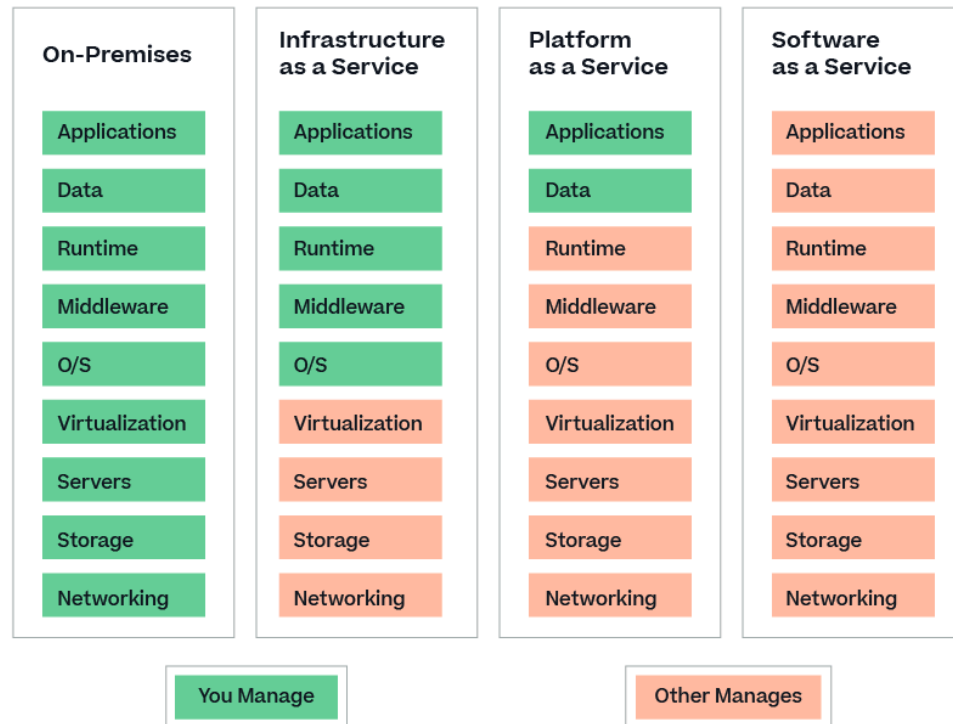 On-Premises
Applications
Data
Runtime
Middleware
O/S
Virtualization
Servers
Storage
Networking
Infrastructure
as a Service
Applications
Data
Runtime
Middleware
O/S
Virtualization
Servers
Storage
Networking
Platform
as a Service
Applications
Data
Runtime
Middleware
O/S
Virtualization
Servers
Storage
Networking
Software
as a Service
Applications
Data
Runtime
Middleware
O/S
Virtualization
Servers
Storage
Networking
You Manage
Other Manages